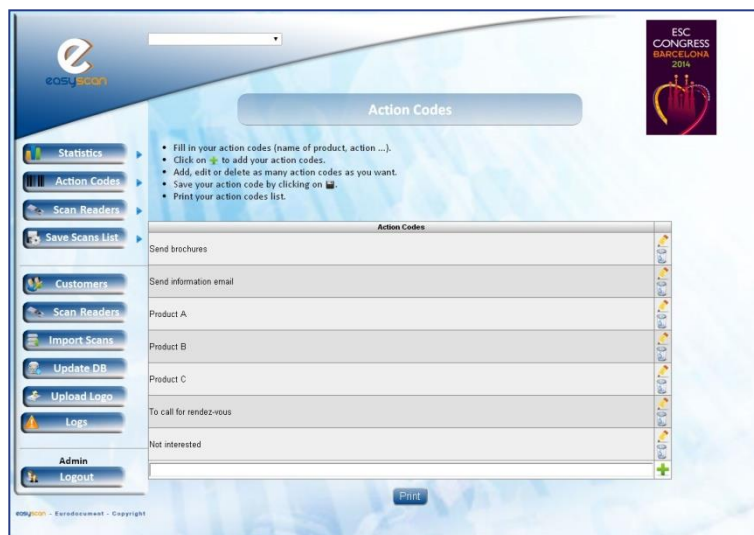 easyscan
ESC
CONGRESS
BARCELONA
2014
Action Codes
Fill in your action codes (name of product, action ...).
Click on to add your action codes.
Add, edit or delete as many action codes as you want.
Save your action code by clicking on .
Print your action codes list.
Statistics
Action Codes
Scan Readers
Save Scans List
Customers
Scan Readers
Import Scans
Update DB
Upload Logo
Logs
Admin
Logout
Action Codes
Send brochures
Send information email
Product A
Product B
Product C
To call for rendez-vous
Not interested
Print
easyscan - Eurodocument - Copyright